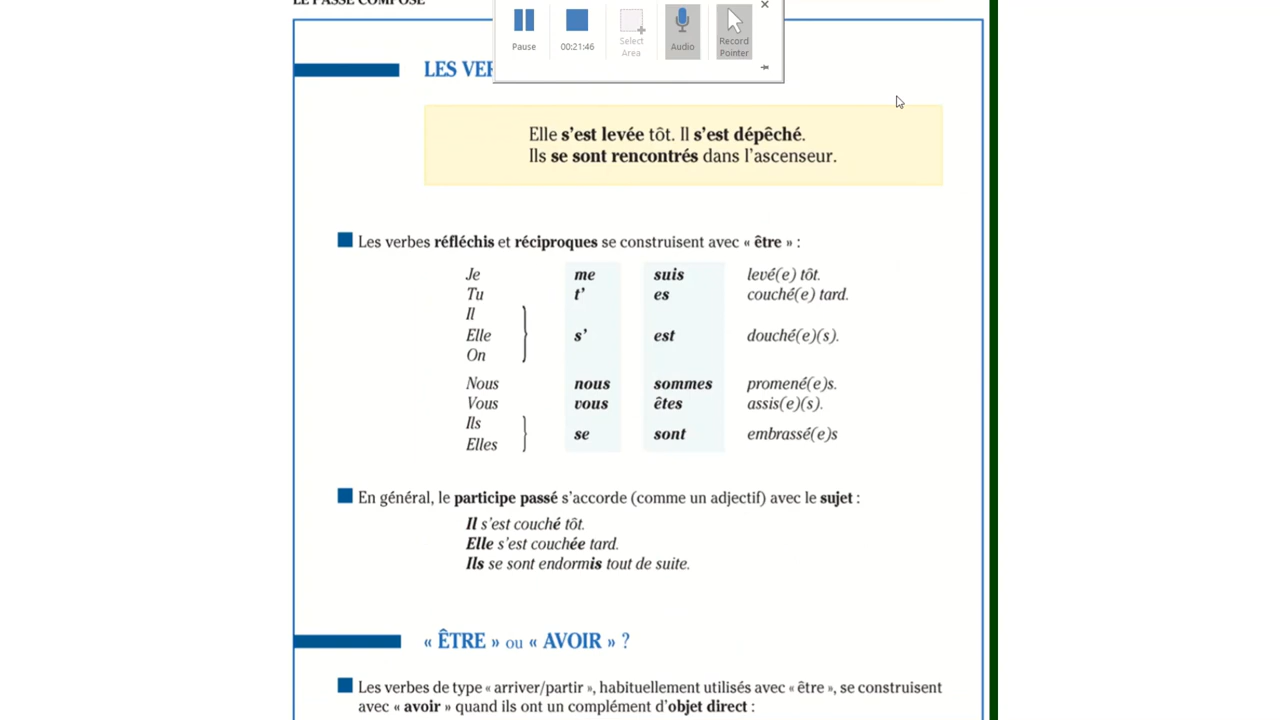 LE PASSÉ COMPOSÉ
Pause
00:21:46
Select Area
Audio
Record Pointer
LES VER
Elle s'est levée tôt. Il s'est dépêché.
Ils se sont rencontrés dans l'ascenseur.
Les verbes réfléchis et réciproques se construisent avec « être » :
Je me suis levé(e) tôt.
Tu t' es couché(e) tard.
Il
Elle s' est douché(e)(s).
On
Nous nous sommes promené(e)s.
Vous vous êtes assis(e)(s).
Ils
se sont embrassé(e)s
Elles
En général, le participe passé s'accorde (comme un adjectif) avec le sujet :
Il s'est couché tôt.
Elle s'est couchée tard.
Ils se sont endormis tout de suite.
« ÊTRE » ou « AVOIR » ?
Les verbes de type « arriver/partir », habituellement utilisés avec « être », se construisent
avec « avoir » quand ils ont un complément d'objet direct :